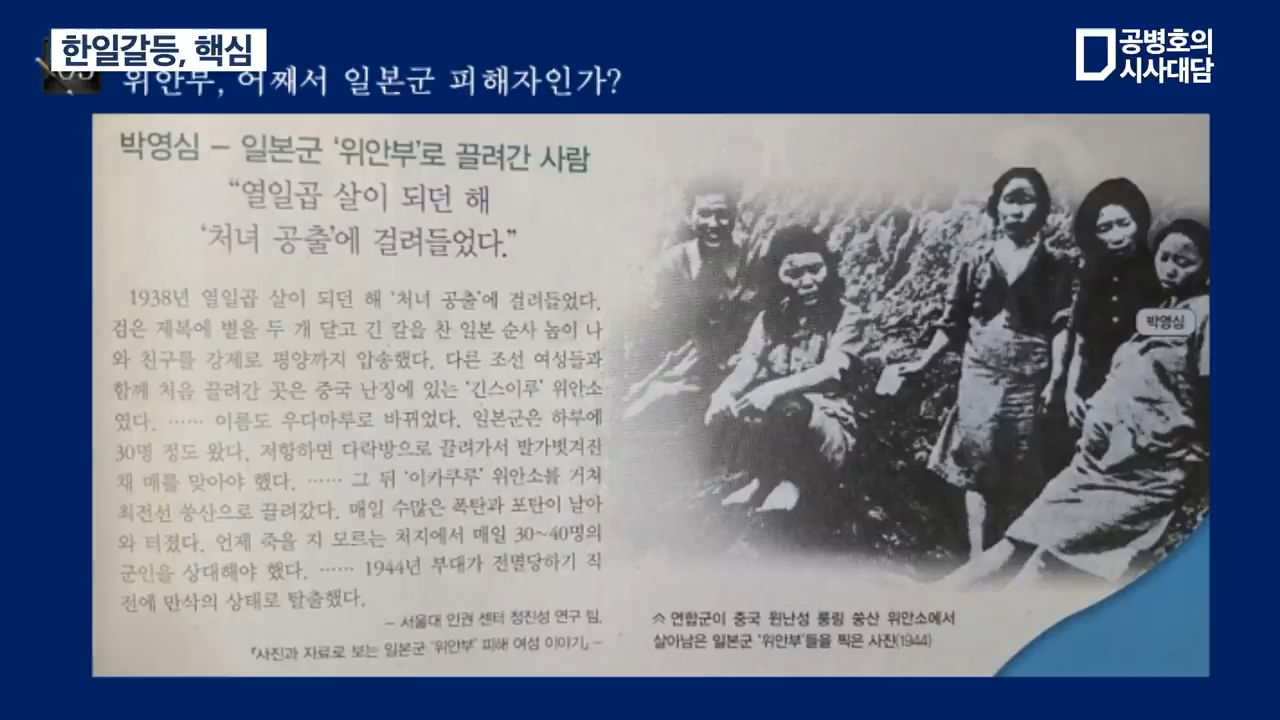 한일갈등, 핵심
공병호의
시사대담
위안부, 어째서 일본군 피해자인가?
박영심 – 일본군 '위안부'로 끌려간 사람
“열일곱 살이 되던 해
‘처녀 공출’에 걸려들었다.”
1938년 열일곱 살이 되던 해 ‘처녀 공출’에 걸려들었다.
검은 제복에 별을 두 개 달고 긴 칼을 찬 일본 순사 놈이 나
와 친구를 강제로 평양까지 압송했다. 다른 조선 여성들과
함께 처음 끌려간 곳은 중국 난징에 있는 ‘긴스이루’ 위안소
였다. …… 이름도 우다마루로 바뀌었다. 일본군은 하루에
30명 정도 왔다. 저항하면 다락방으로 끌려가서 발가벗겨진
채 매를 맞아야 했다. …… 그 뒤 ‘이카쿠루’ 위안소를 거쳐
최전선 쑹산으로 끌려갔다. 매일 수많은 폭탄과 포탄이 날아
와 터졌다. 언제 죽을 지 모르는 처지에서 매일 30~40명의
군인을 상대해야 했다. …… 1944년 부대가 전멸당하기 직
전에 만삭의 상태로 탈출했다.
– 서울대 인권 센터 정진성 연구 팀,
『사진과 자료로 보는 일본군 ‘위안부’ 피해 여성 이야기』–
박영심
연합군이 중국 윈난성 룽링 쑹산 위안소에서
살아남은 일본군 ‘위안부’들을 찍은 사진(1944)